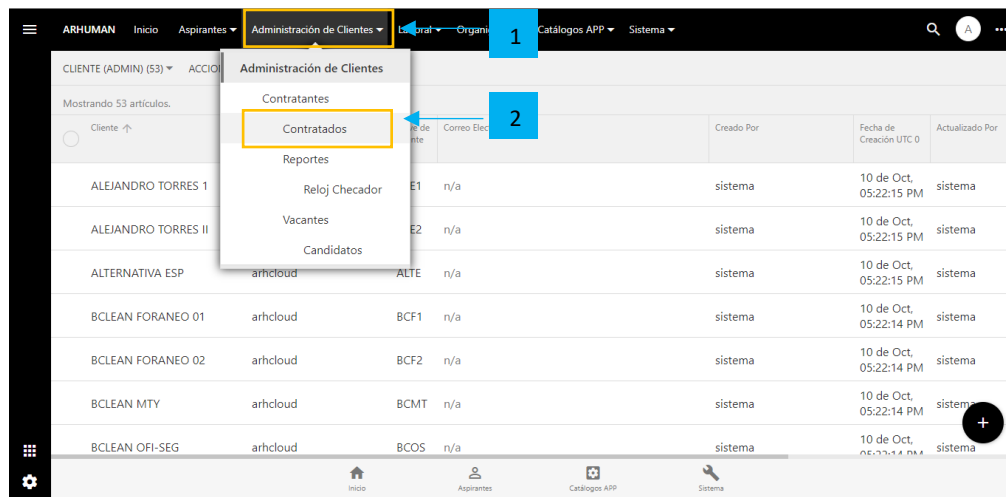 ARHUMAN Inicio Aspirantes Administración de Clientes Laboral Catálogos APP Sistema A
1
CLIENTE (ADMIN) (53)
Administración de Clientes
Mostrando 53 artículos.
Contratantes
Contratados
2
Cliente
Creado Por
Fecha de Creación UTC 0
Actualizado Por
Reportes
Reloj Checador
Vacantes
Candidatos
ALEJANDRO TORRES 1 n/a sistema 10 de Oct, 05:22:15 PM sistema
ALEJANDRO TORRES II n/a sistema 10 de Oct, 05:22:15 PM sistema
ALTERNATIVA ESP arhcloud ALTE n/a sistema 10 de Oct, 05:22:15 PM sistema
BCLEAN FORANEO 01 arhcloud BCF1 n/a sistema 10 de Oct, 05:22:14 PM sistema
BCLEAN FORANEO 02 arhcloud BCF2 n/a sistema 10 de Oct, 05:22:14 PM sistema
BCLEAN MTY arhcloud BCMT n/a sistema 10 de Oct, 05:22:14 PM sistema
BCLEAN OFI-SEG arhcloud BCOS n/a sistema 10 de Oct, sistema
Inicio Aspirantes Catálogos APP Sistema